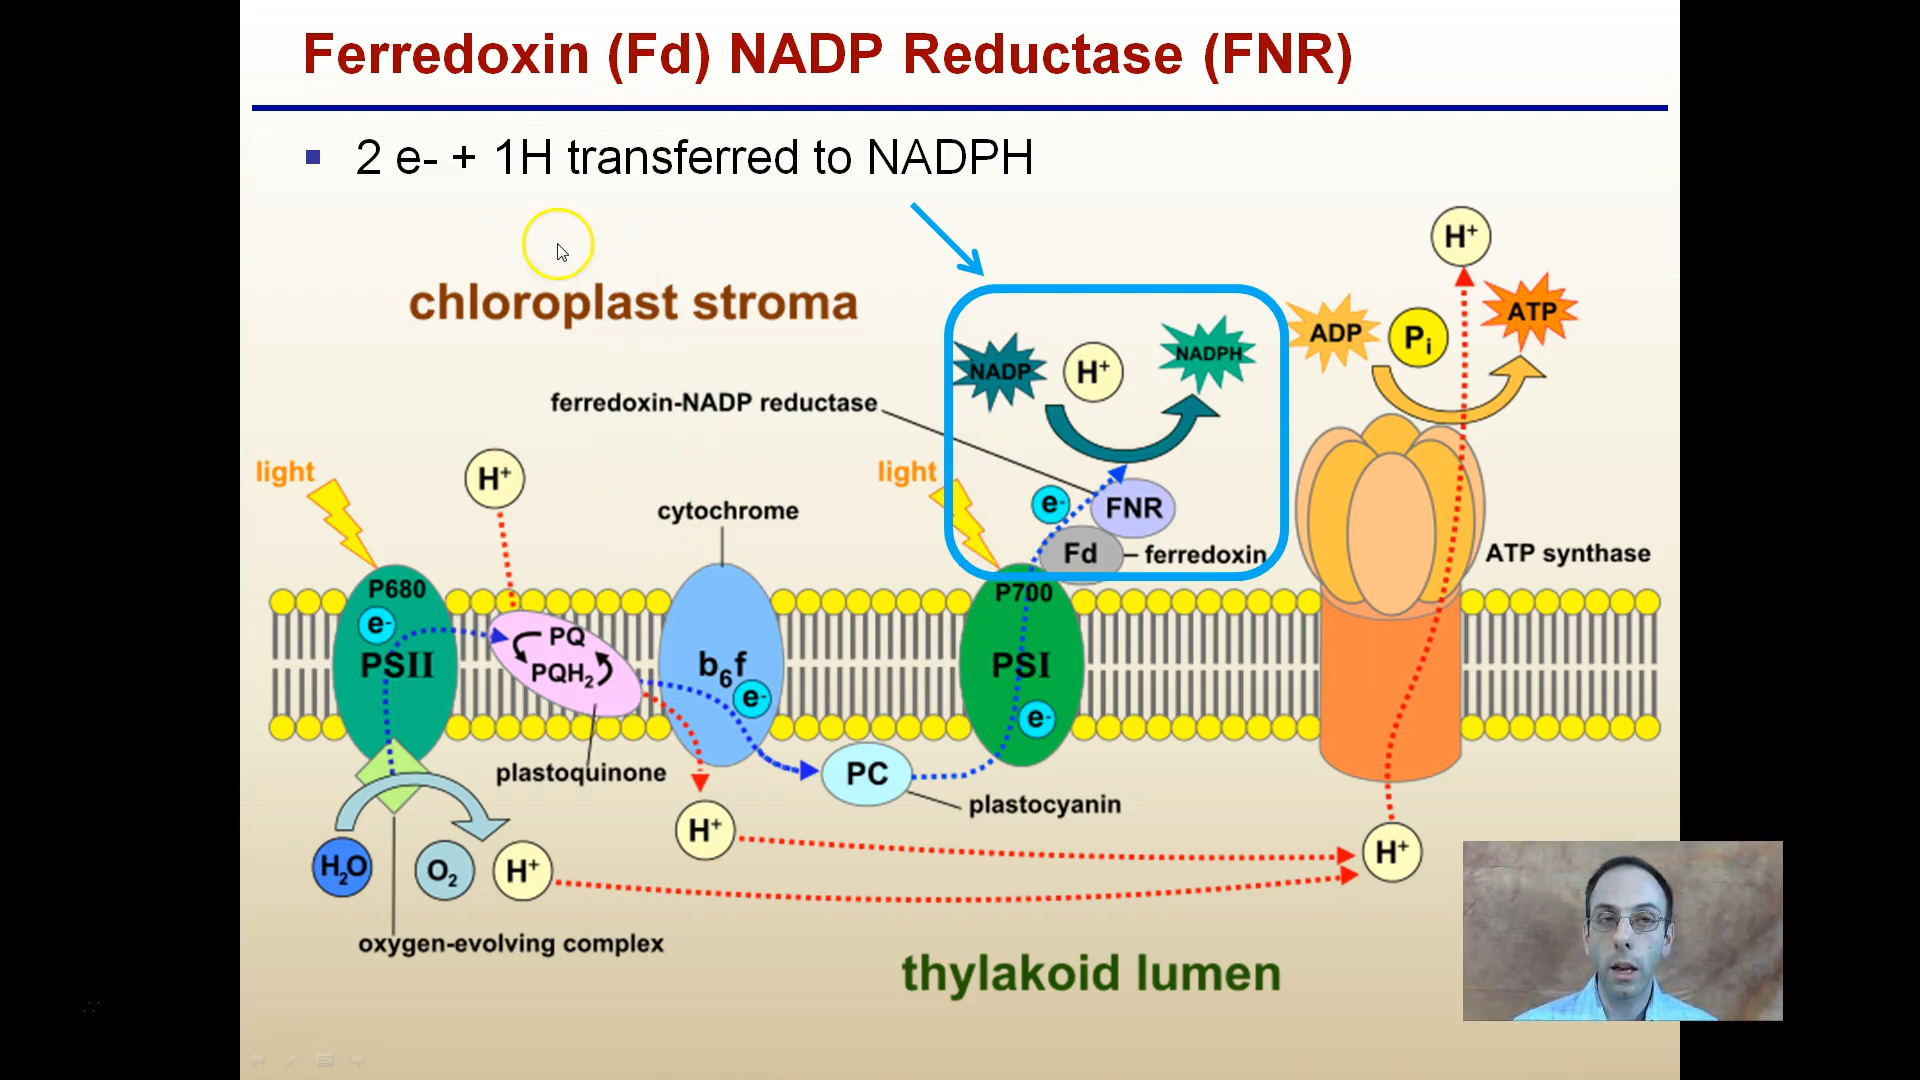 Ferredoxin (Fd) NADP Reductase (FNR)
2 e- + 1H transferred to NADPH
chloroplast stroma
H⁺
ADP
Pᵢ
ATP
NADP
H⁺
NADPH
ferredoxin-NADP reductase
light
H⁺
light
cytochrome
e⁻
FNR
Fd
ferredoxin
ATP synthase
P680
e⁻
PSII
PQ
PQH₂
b₆f
e⁻
P700
PSI
e⁻
plastoquinone
PC
plastocyanin
H⁺
H⁺
H₂O
O₂
H⁺
oxygen-evolving complex
thylakoid lumen